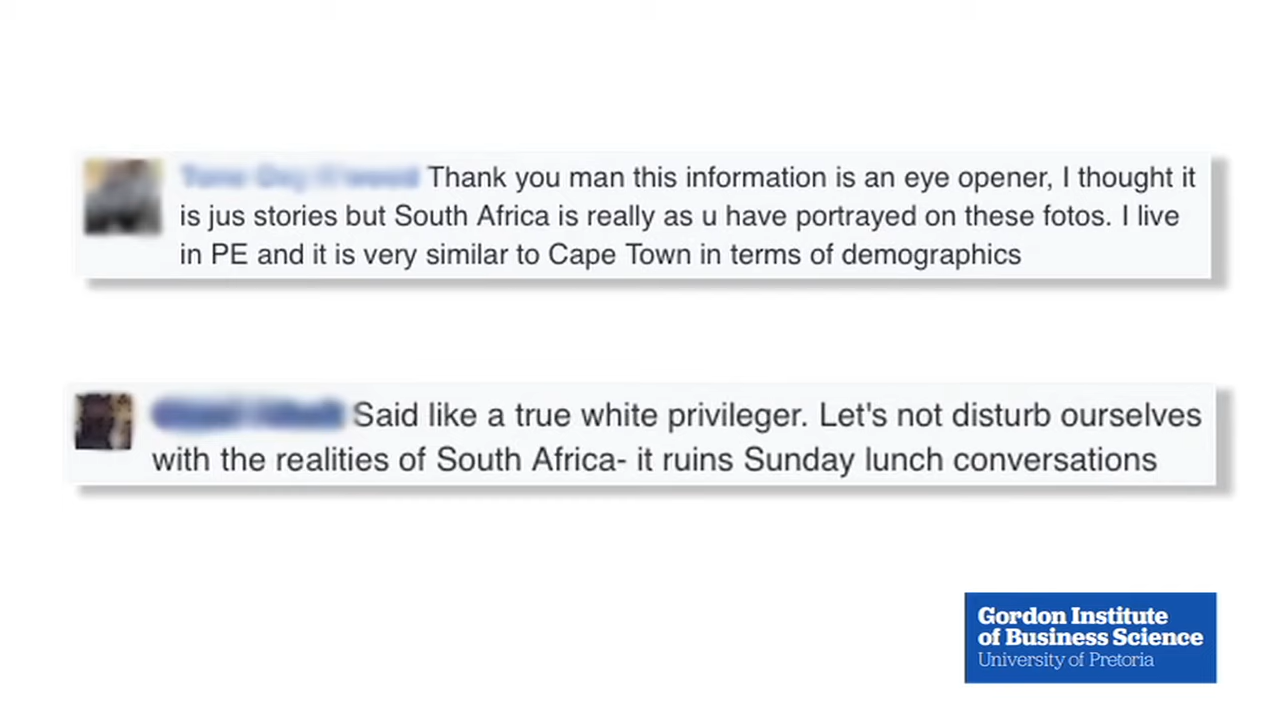 Thank you man this information is an eye opener, I thought it
is jus stories but South Africa is really as u have portrayed on these fotos. I live
in PE and it is very similar to Cape Town in terms of demographics
Said like a true white privileger. Let's not disturb ourselves
with the realities of South Africa- it ruins Sunday lunch conversations
Gordon Institute
of Business Science
University of Pretoria